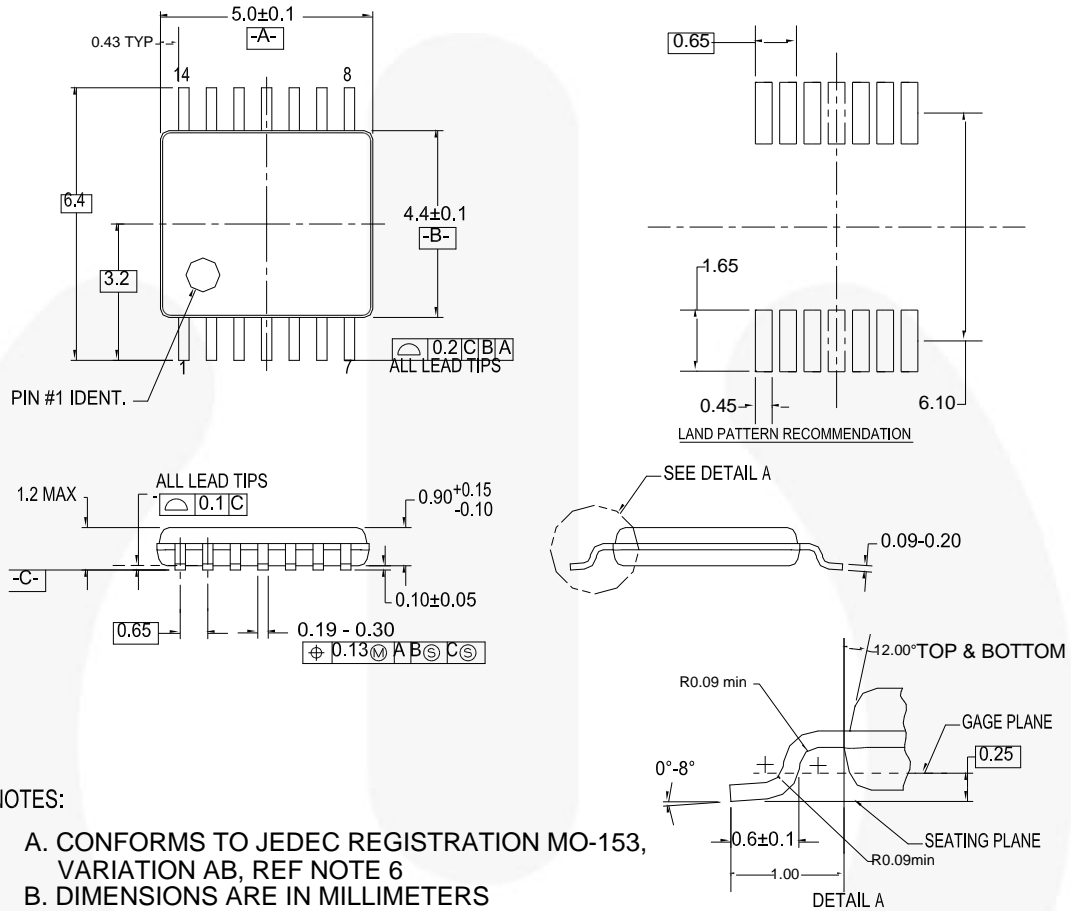 5.0±0.1
-A-
0.43 TYP
14
8
6.4
3.2
4.4±0.1
-B-
0.2 C B A
ALL LEAD TIPS
1
7
PIN #1 IDENT.
0.65
1.65
0.45
6.10
LAND PATTERN RECOMMENDATION
ALL LEAD TIPS
0.1 C
1.2 MAX
0.90 +0.15
-0.10
-C-
0.10±0.05
0.65
0.19 - 0.30
⌖ 0.13 Ⓜ A B Ⓢ C Ⓢ
SEE DETAIL A
0.09-0.20
12.00° TOP & BOTTOM
R0.09 min
GAGE PLANE
0.25
0°-8°
SEATING PLANE
0.6±0.1
R0.09min
1.00
DETAIL A
NOTES:
A. CONFORMS TO JEDEC REGISTRATION MO-153,
VARIATION AB, REF NOTE 6
B. DIMENSIONS ARE IN MILLIMETERS